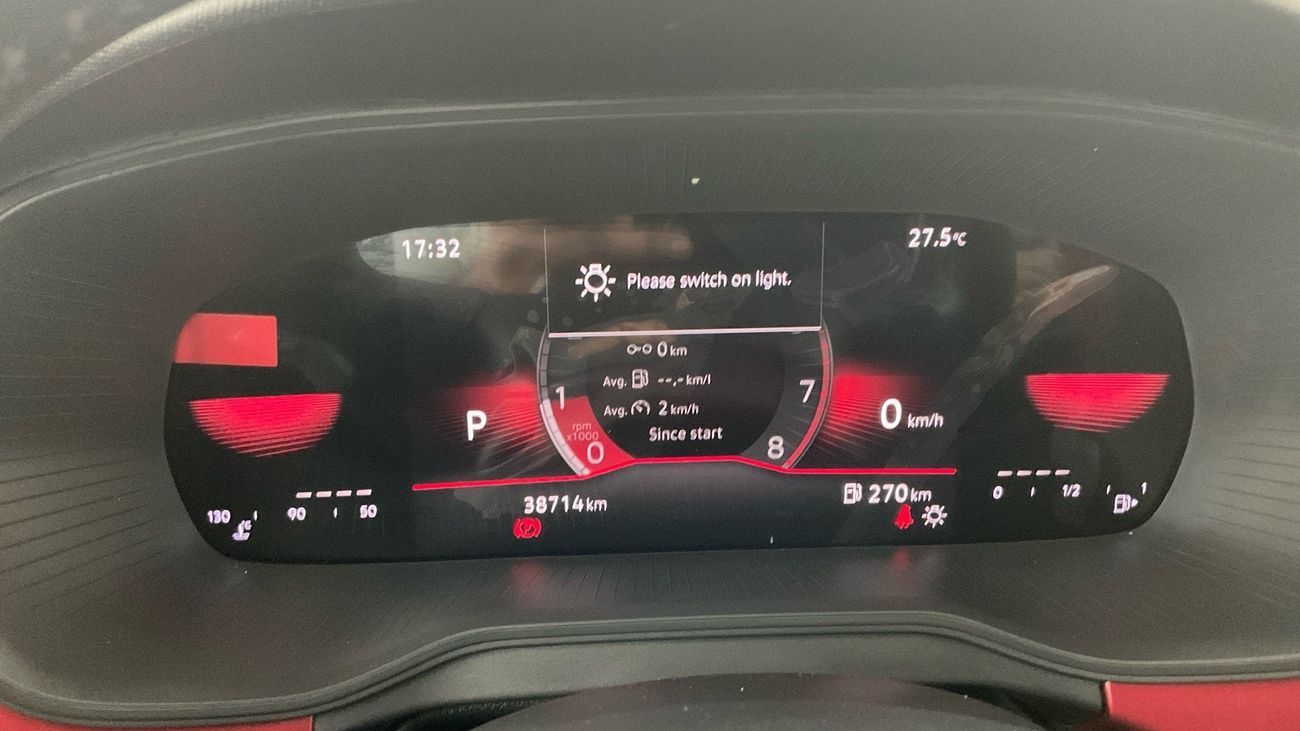 17:32
27.5°C
Please switch on light.
0 km
Avg. --,- km/l
1
7
Avg. 2 km/h
P
0 km/h
rpm
x1000
Since start
0
8
38714 km
270 km
130
90
50
0
1/2
1
°C